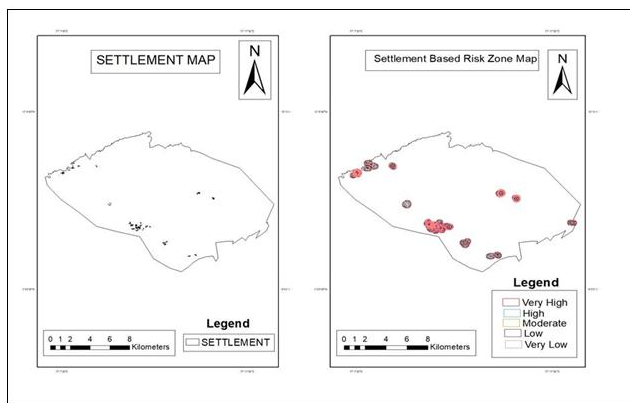 SETTLEMENT MAP
N
Legend
SETTLEMENT
0 1 2 4 6 8
Kilometers
Settlement Based Risk Zone Map
N
Legend
Very High
High
Moderate
Low
Very Low
0 1 2 4 6 8
Kilometers